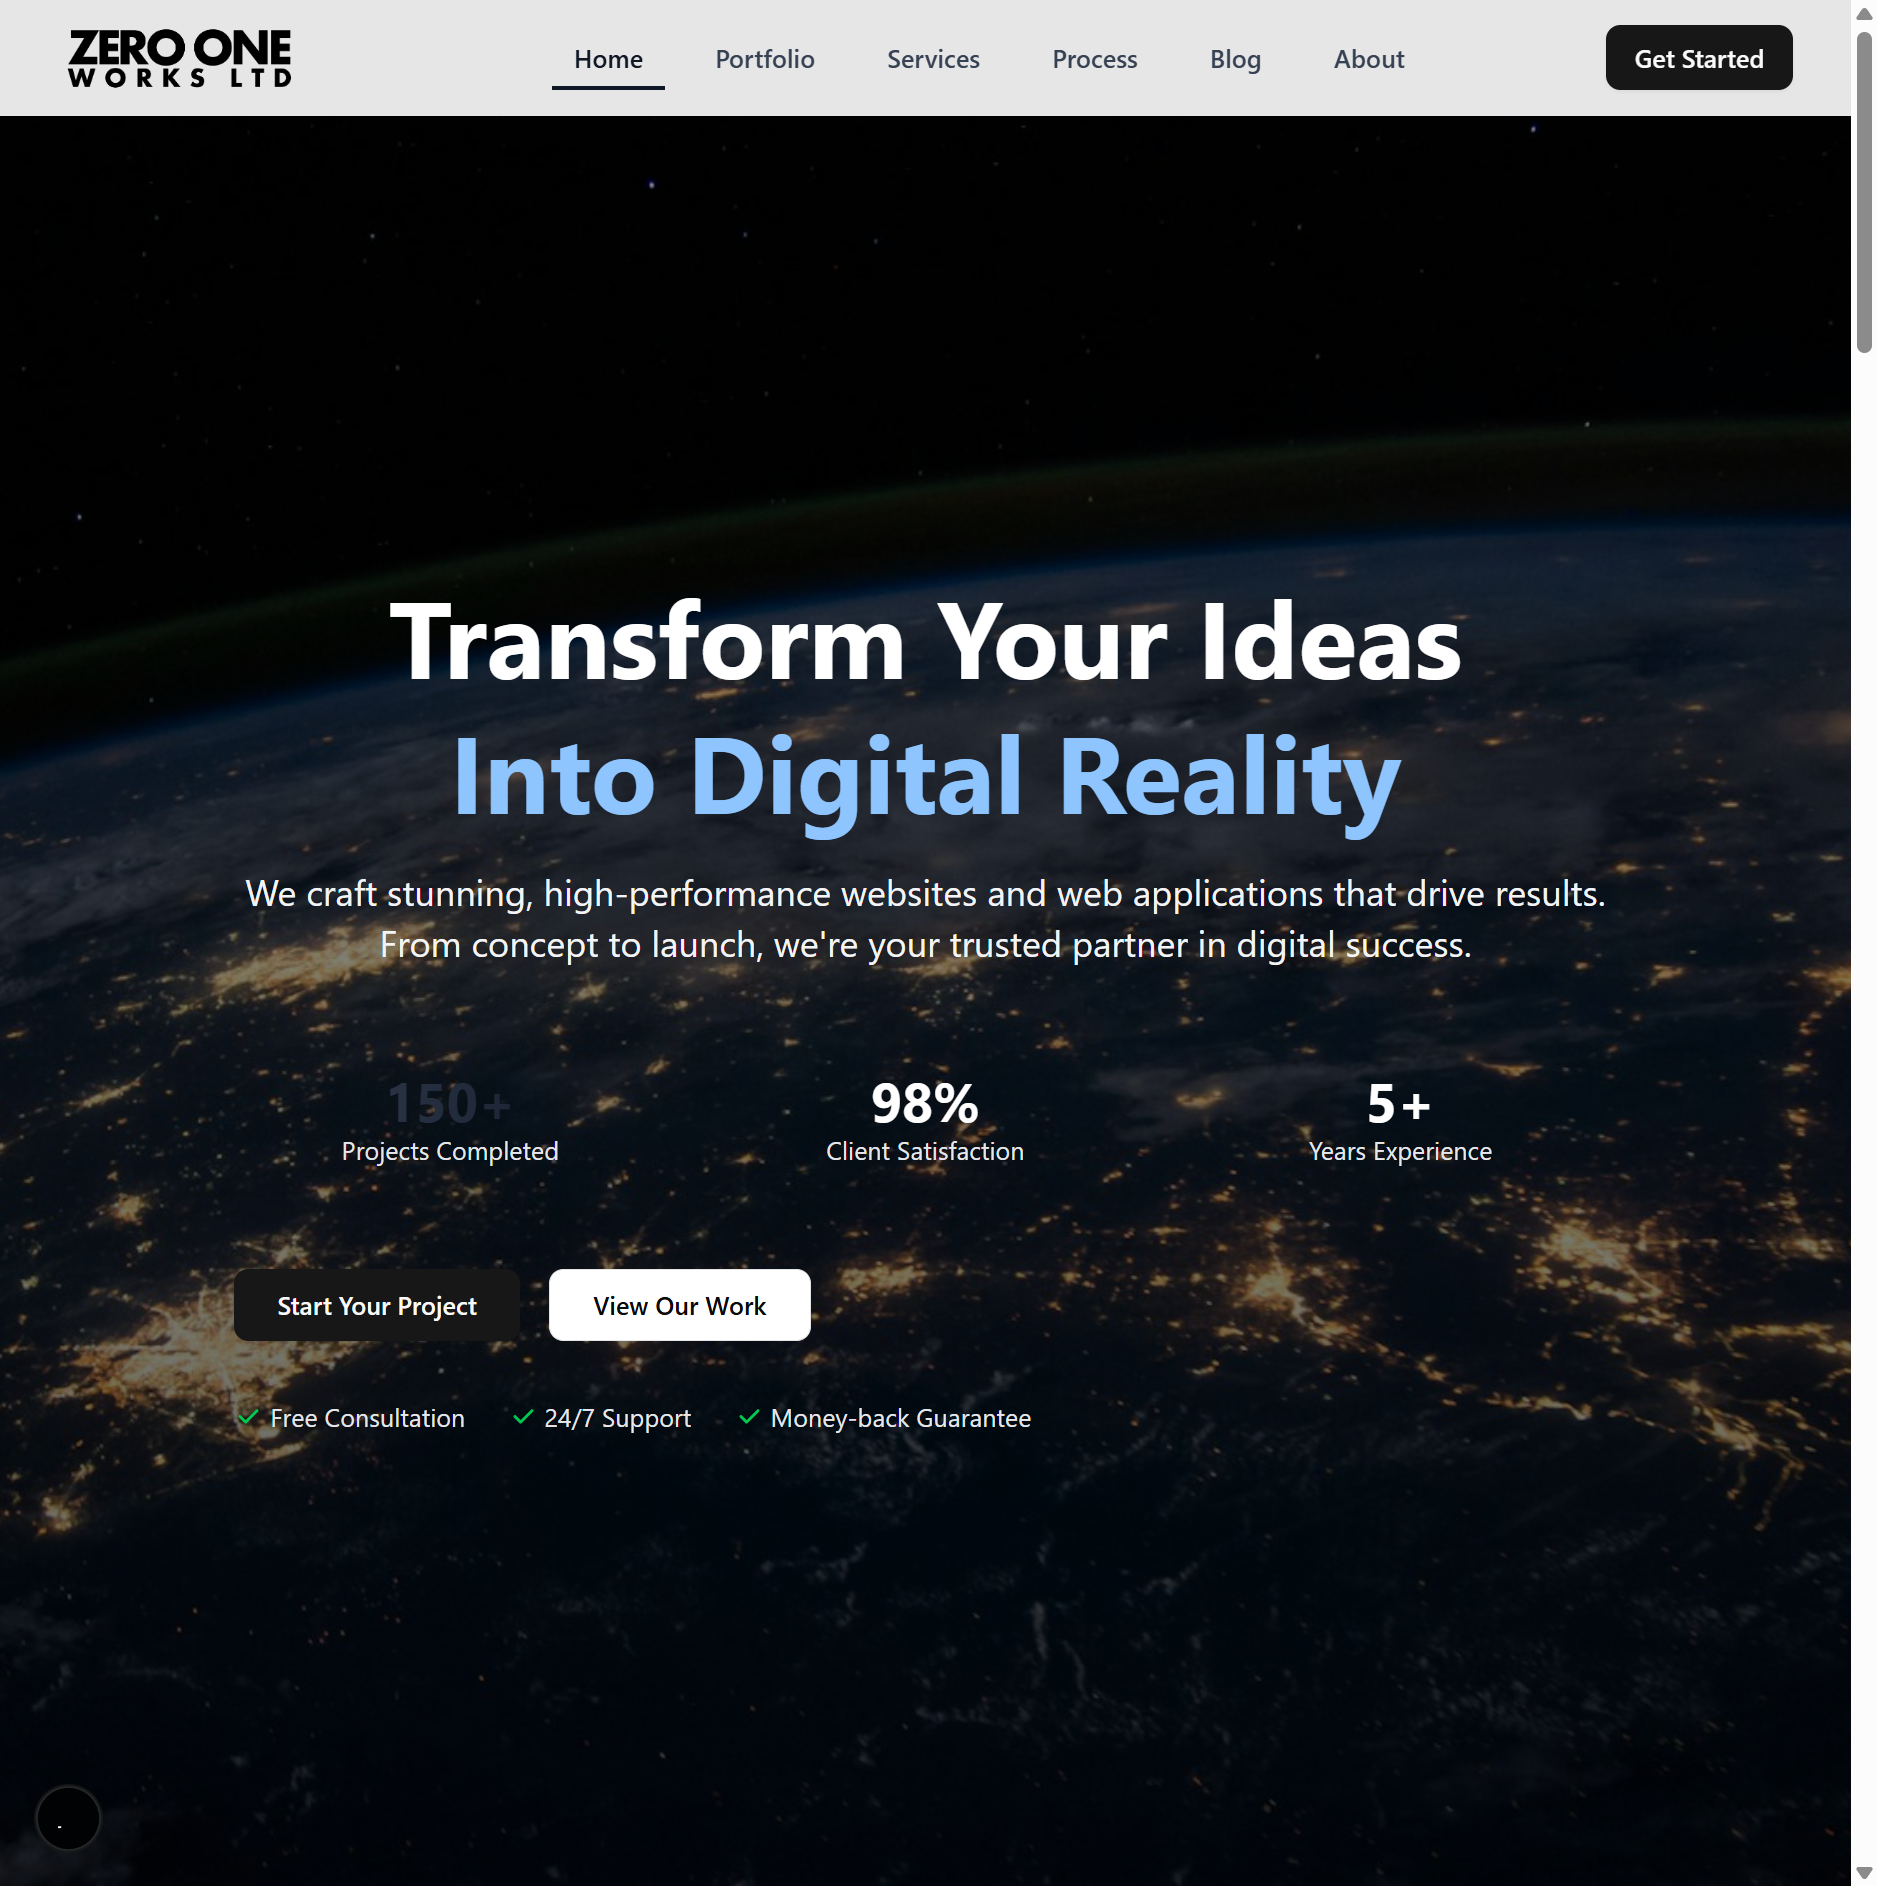 ZERO ONE
WORKS LTD
Home
Portfolio
Services
Process
Blog
About
Get Started
Transform Your Ideas
Into Digital Reality
We craft stunning, high-performance websites and web applications that drive results.
From concept to launch, we're your trusted partner in digital success.
150+
Projects Completed
98%
Client Satisfaction
5+
Years Experience
Start Your Project
View Our Work
Free Consultation
24/7 Support
Money-back Guarantee